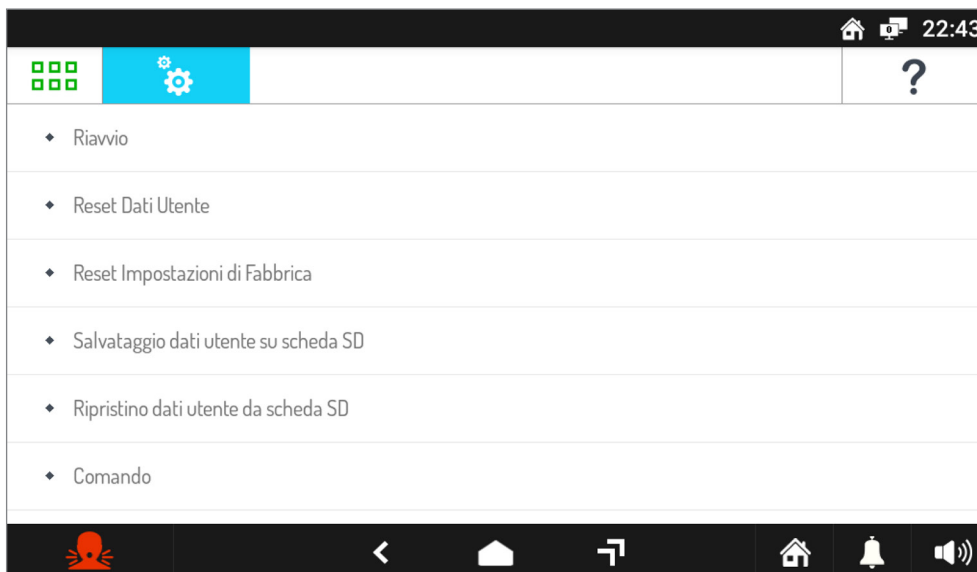 22:43
?
Riavvio
Reset Dati Utente
Reset Impostazioni di Fabbrica
Salvataggio dati utente su scheda SD
Ripristino dati utente da scheda SD
Comando